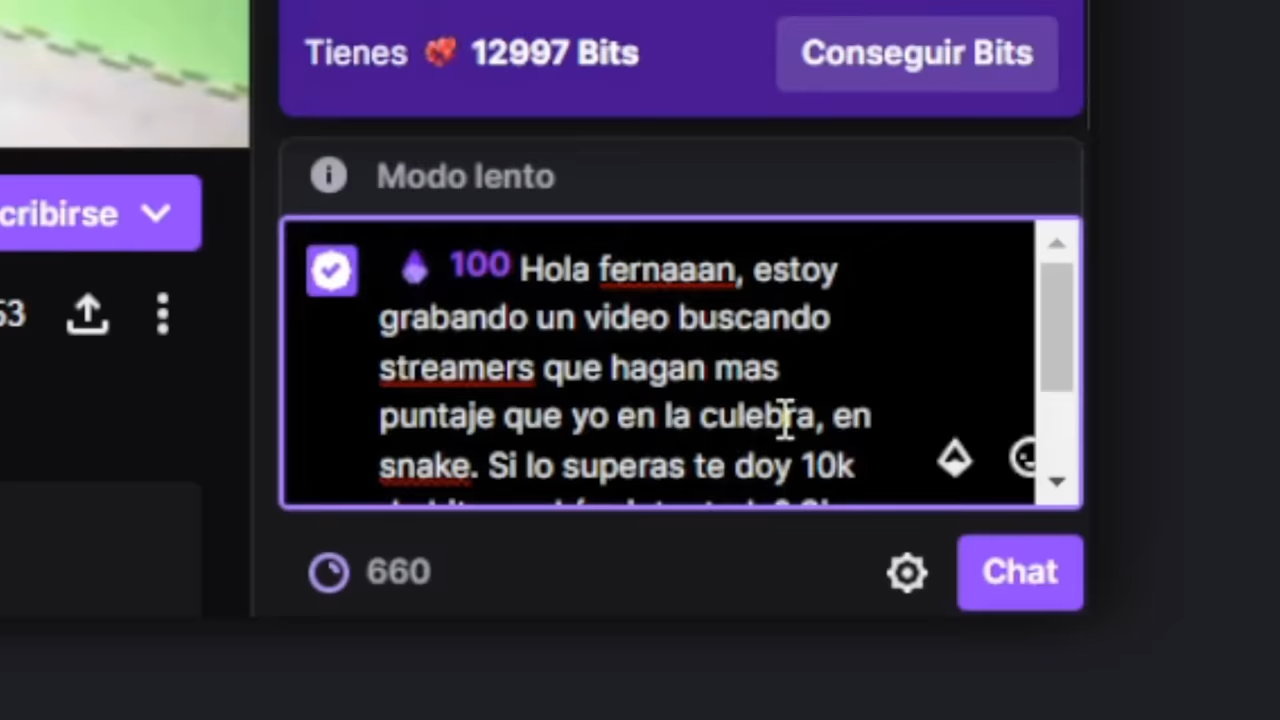 Tienes 12997 Bits
Conseguir Bits
Modo lento
cribirse
100 Hola fernaaan, estoy
grabando un video buscando
streamers que hagan mas
puntaje que yo en la culebra, en
snake. Si lo superas te doy 10k
53
660
Chat